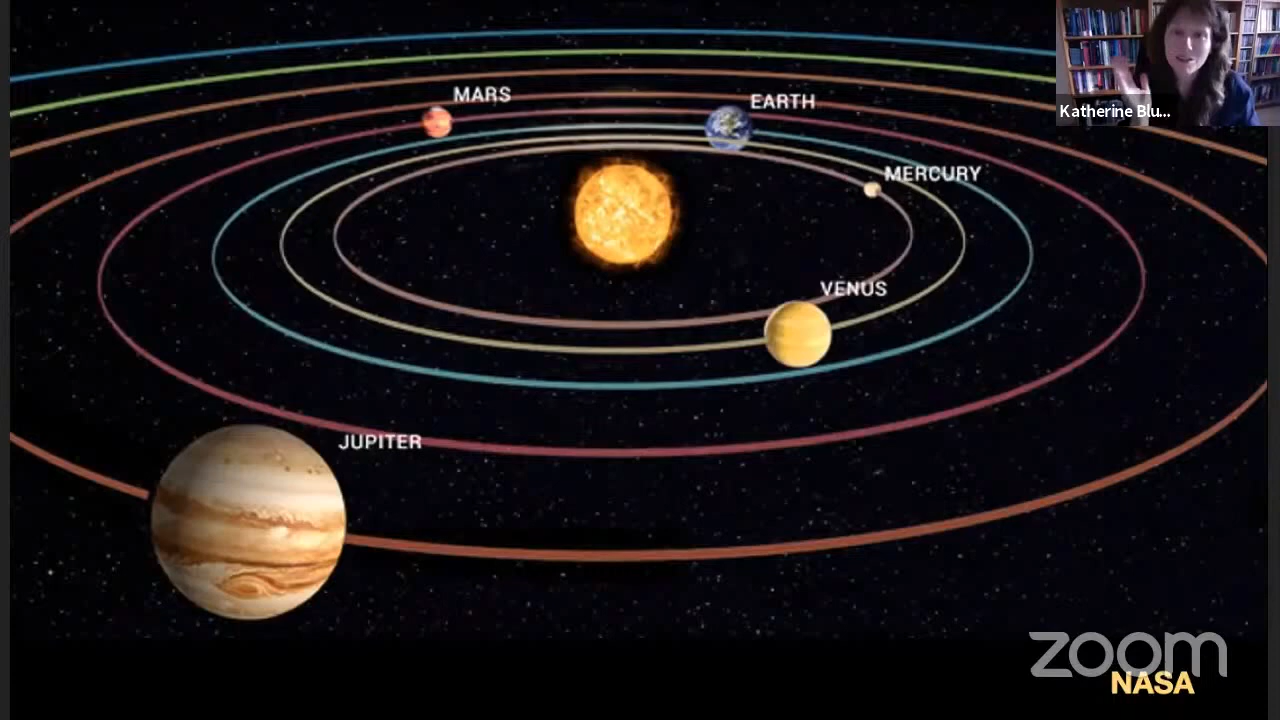 Katherine Blu...
MARS
EARTH
MERCURY
VENUS
JUPITER
zoom
NASA